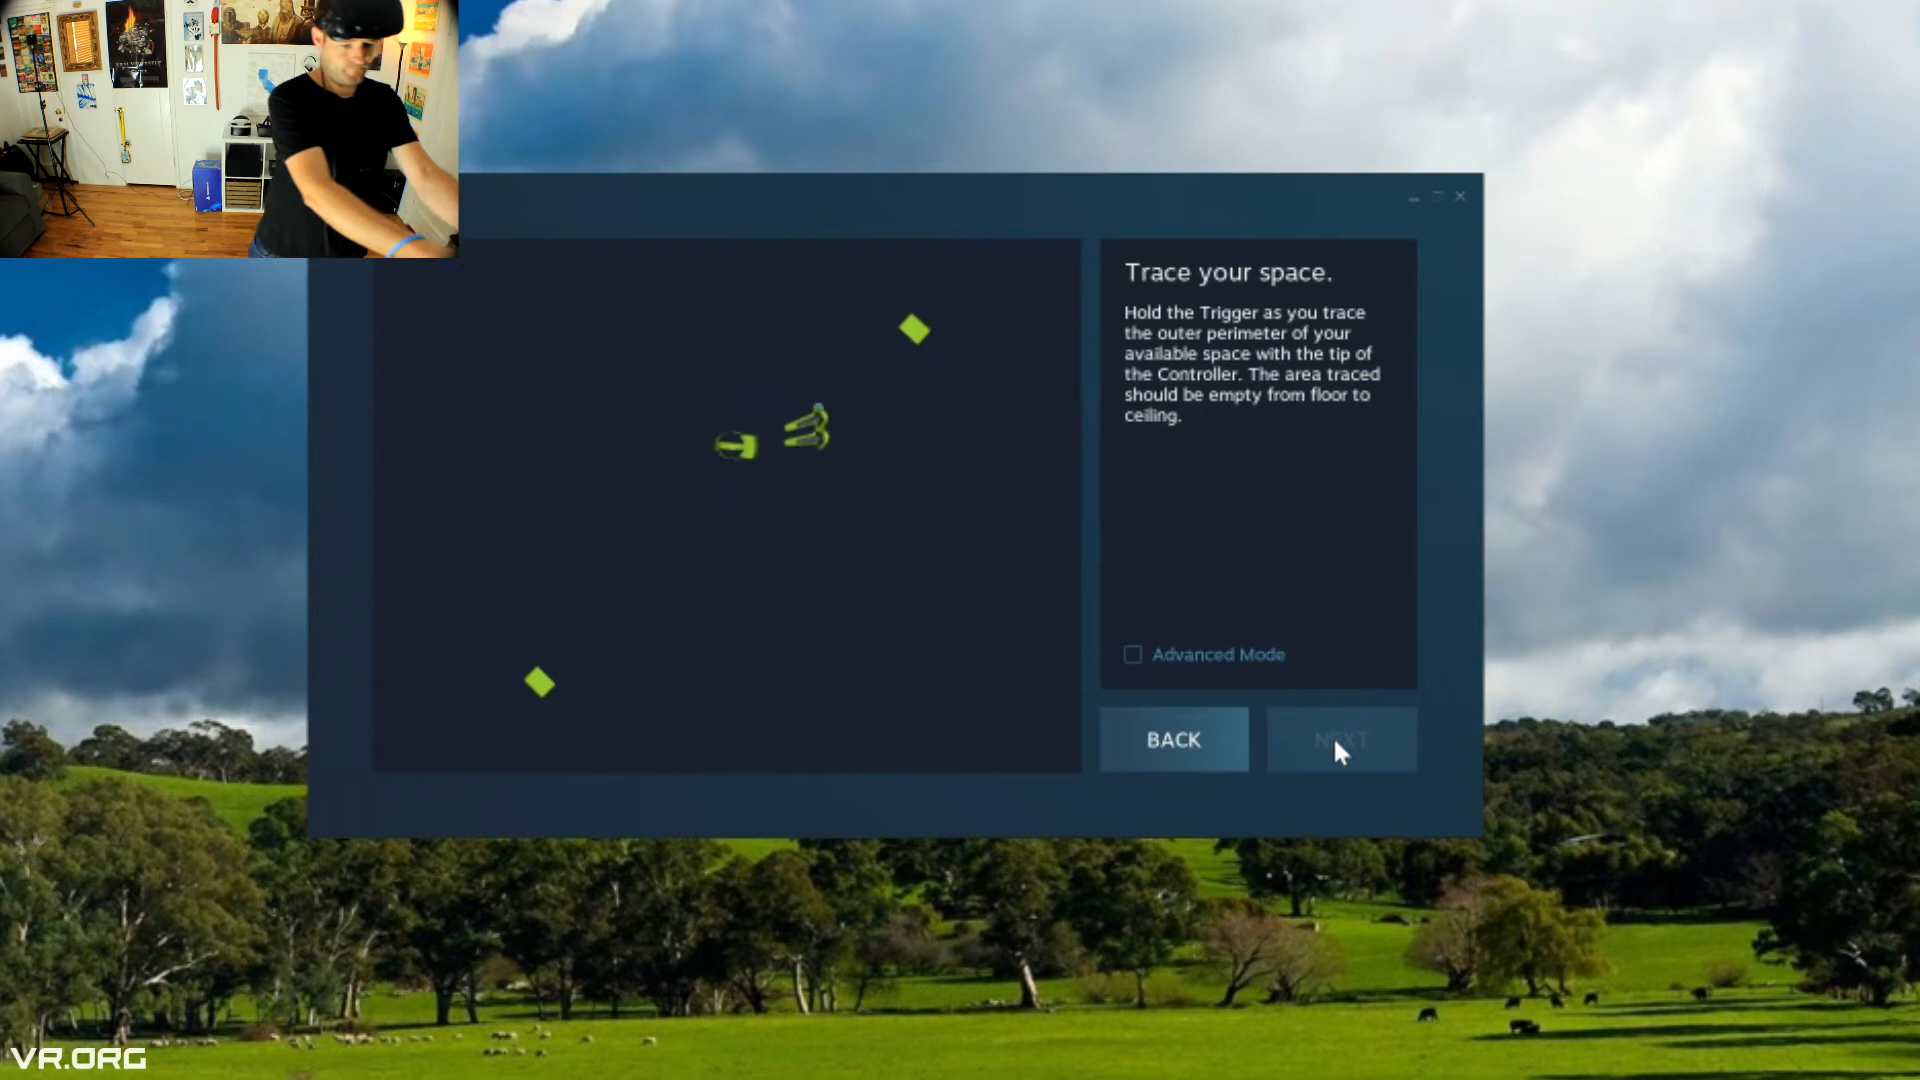 Trace your space.
Hold the Trigger as you trace
the outer perimeter of your
available space with the tip of
the Controller. The area traced
should be empty from floor to
ceiling.
Advanced Mode
BACK
NEXT
VR.ORG